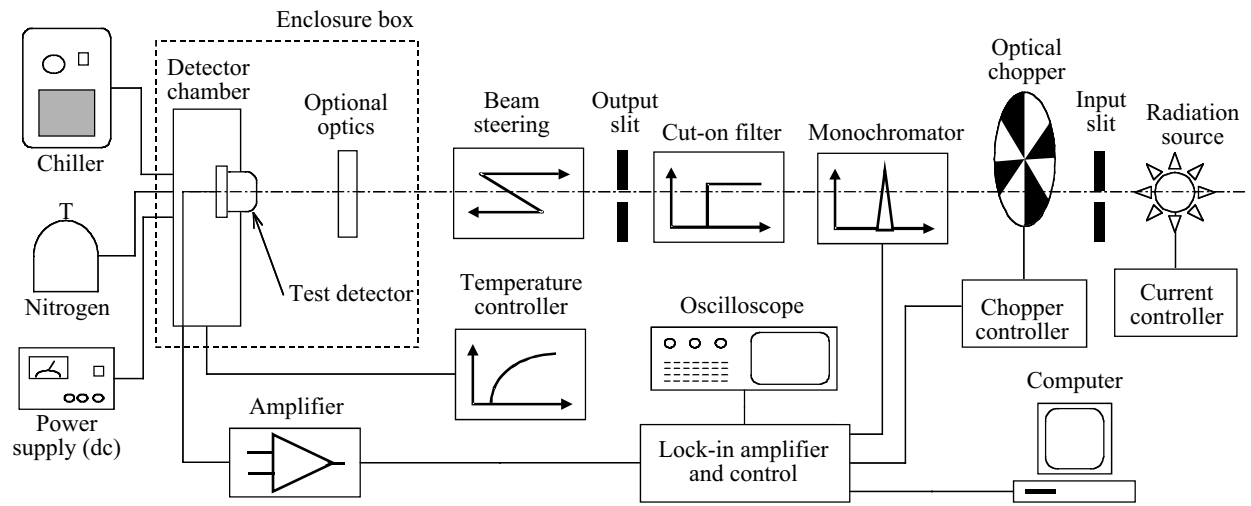 Enclosure box
Optical
chopper
Detector
chamber
Optional
optics
Beam
steering
Output
slit
Cut-on filter
Monochromator
Input
slit
Radiation
source
Chiller
T
Nitrogen
Test detector
Temperature
controller
Oscilloscope
Chopper
controller
Current
controller
Power
supply (dc)
Amplifier
Lock-in amplifier
and control
Computer